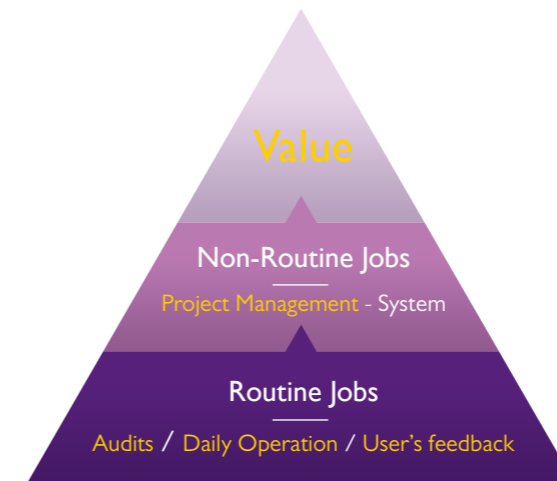 Value
Non-Routine Jobs
Project Management - System
Routine Jobs
Audits / Daily Operation / User's feedback